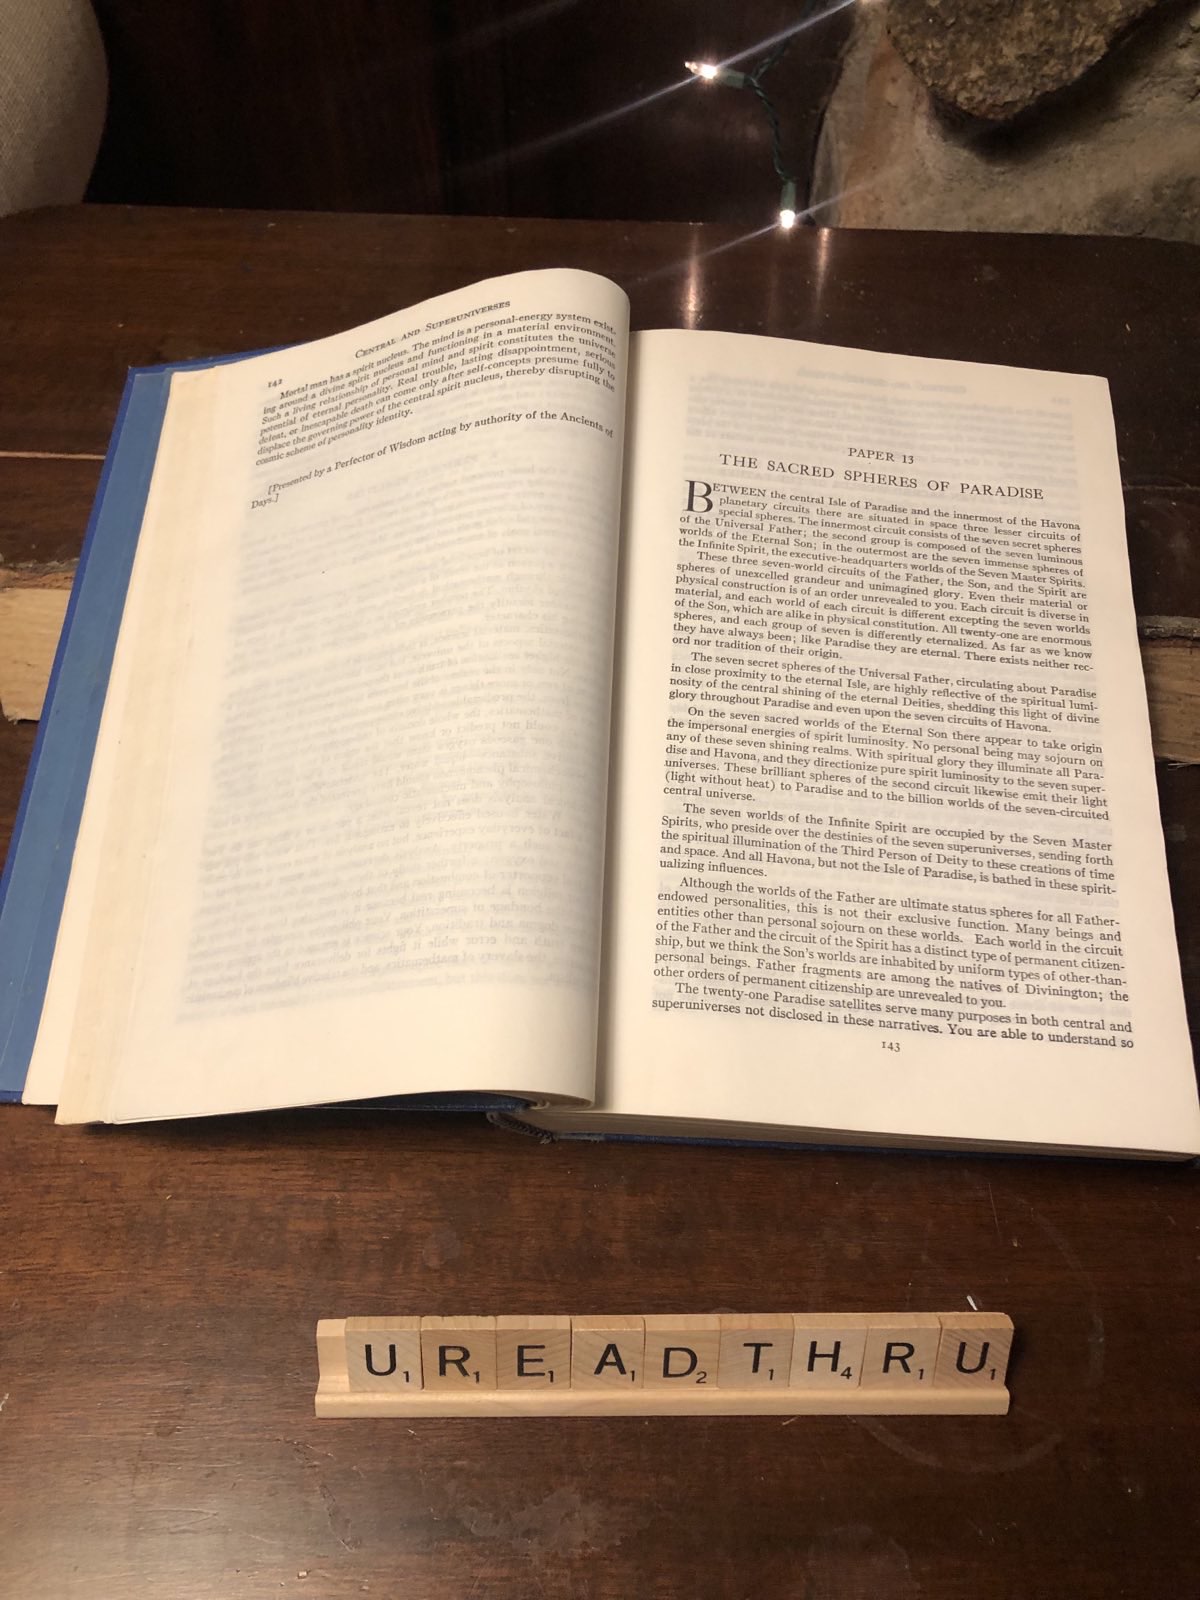 142
CENTRAL AND SUPERUNIVERSES
Mortal man has a spirit nucleus. The mind is a personal-energy system exist-
ing around a divine spirit nucleus and functioning in a material environment.
Such a living relationship of personal mind and spirit constitutes the universe
potential of eternal personality. Real trouble, lasting disappointment, serious
defeat, or inescapable death can come only after self-concepts presume fully to
displace the governing power of the central spirit nucleus, thereby disrupting the
cosmic scheme of personality identity.
[Presented by a Perfector of Wisdom acting by authority of the Ancients of
Days.]
PAPER 13
THE SACRED SPHERES OF PARADISE
BETWEEN the central Isle of Paradise and the innermost of the Havona
planetary circuits there are situated in space three lesser circuits of
special spheres. The innermost circuit consists of the seven secret spheres
of the Universal Father; the second group is composed of the seven luminous
worlds of the Eternal Son; in the outermost are the seven immense spheres of
the Infinite Spirit, the executive-headquarters worlds of the Seven Master Spirits.
These three seven-world circuits of the Father, the Son, and the Spirit are
spheres of unexcelled grandeur and unimagined glory. Even their material or
physical construction is of an order unrevealed to you. Each circuit is diverse in
material, and each world of each circuit is different excepting the seven worlds
of the Son, which are alike in physical constitution. All twenty-one are enormous
spheres, and each group of seven is differently eternalized. As far as we know
they have always been; like Paradise they are eternal. There exists neither rec-
ord nor tradition of their origin.
The seven secret spheres of the Universal Father, circulating about Paradise
in close proximity to the eternal Isle, are highly reflective of the spiritual lumi-
nosity of the central shining of the eternal Deities, shedding this light of divine
glory throughout Paradise and even upon the seven circuits of Havona.
On the seven sacred worlds of the Eternal Son there appear to take origin
the impersonal energies of spirit luminosity. No personal being may sojourn on
any of these seven shining realms. With spiritual glory they illuminate all Para-
dise and Havona, and they directionize pure spirit luminosity to the seven super-
universes. These brilliant spheres of the second circuit likewise emit their light
(light without heat) to Paradise and to the billion worlds of the seven-circuited
central universe.
The seven worlds of the Infinite Spirit are occupied by the Seven Master
Spirits, who preside over the destinies of the seven superuniverses, sending forth
the spiritual illumination of the Third Person of Deity to these creations of time
and space. And all Havona, but not the Isle of Paradise, is bathed in these spirit-
ualizing influences.
Although the worlds of the Father are ultimate status spheres for all Father-
endowed personalities, this is not their exclusive function. Many beings and
entities other than personal sojourn on these worlds. Each world in the circuit
of the Father and the circuit of the Spirit has a distinct type of permanent citizen-
ship, but we think the Son's worlds are inhabited by uniform types of other-than-
personal beings. Father fragments are among the natives of Divinington; the
other orders of permanent citizenship are unrevealed to you.
The twenty-one Paradise satellites serve many purposes in both central and
superuniverses not disclosed in these narratives. You are able to understand so
143
U1 R1 E1 A1 D2 T1 H4 R1 U1